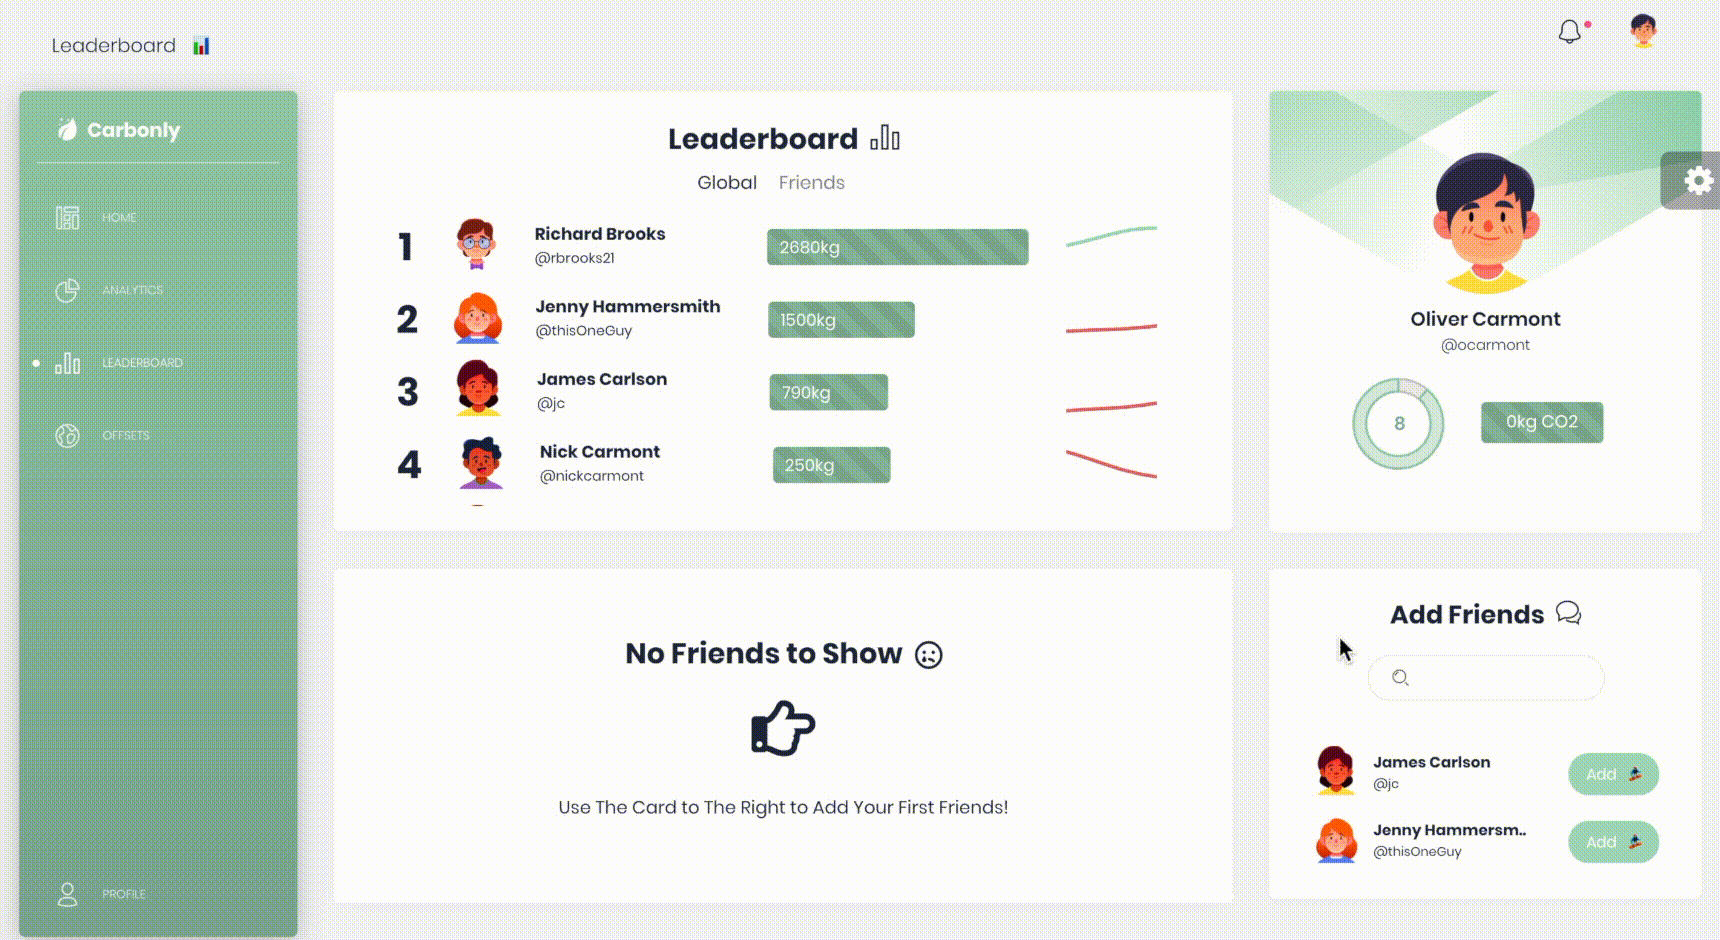 Leaderboard
Carbonly
HOME
ANALYTICS
LEADERBOARD
OFFSETS
PROFILE
Leaderboard
Global Friends
1 Richard Brooks 2680kg
@rbrooks21
2 Jenny Hammersmith 1500kg
@thisOneGuy
3 James Carlson 790kg
@jc
4 Nick Carmont 250kg
@nickcarmont
Oliver Carmont
@ocarmont
8 0kg CO2
No Friends to Show
Use The Card to The Right to Add Your First Friends!
Add Friends
James Carlson
@jc
Add
Jenny Hammersm..
@thisOneGuy
Add